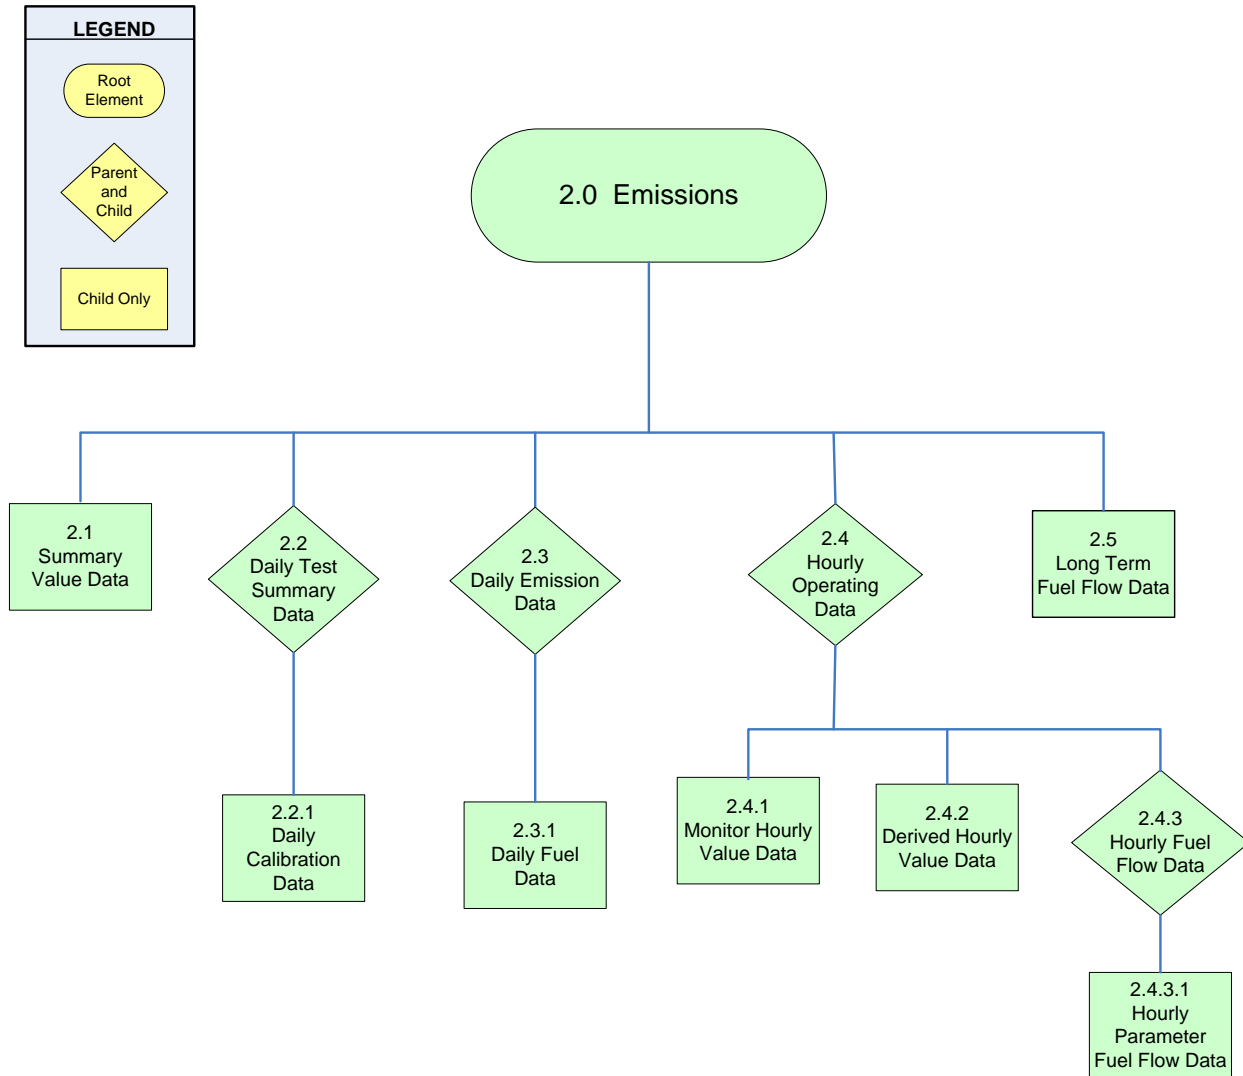 LEGEND
Root
Element
Parent
and
Child
Child Only
2.0 Emissions
2.1
Summary
Value Data
2.2
Daily Test
Summary
Data
2.3
Daily Emission
Data
2.4
Hourly
Operating
Data
2.5
Long Term
Fuel Flow Data
2.2.1
Daily
Calibration
Data
2.3.1
Daily Fuel
Data
2.4.1
Monitor Hourly
Value Data
2.4.2
Derived Hourly
Value Data
2.4.3
Hourly Fuel
Flow Data
2.4.3.1
Hourly
Parameter
Fuel Flow Data